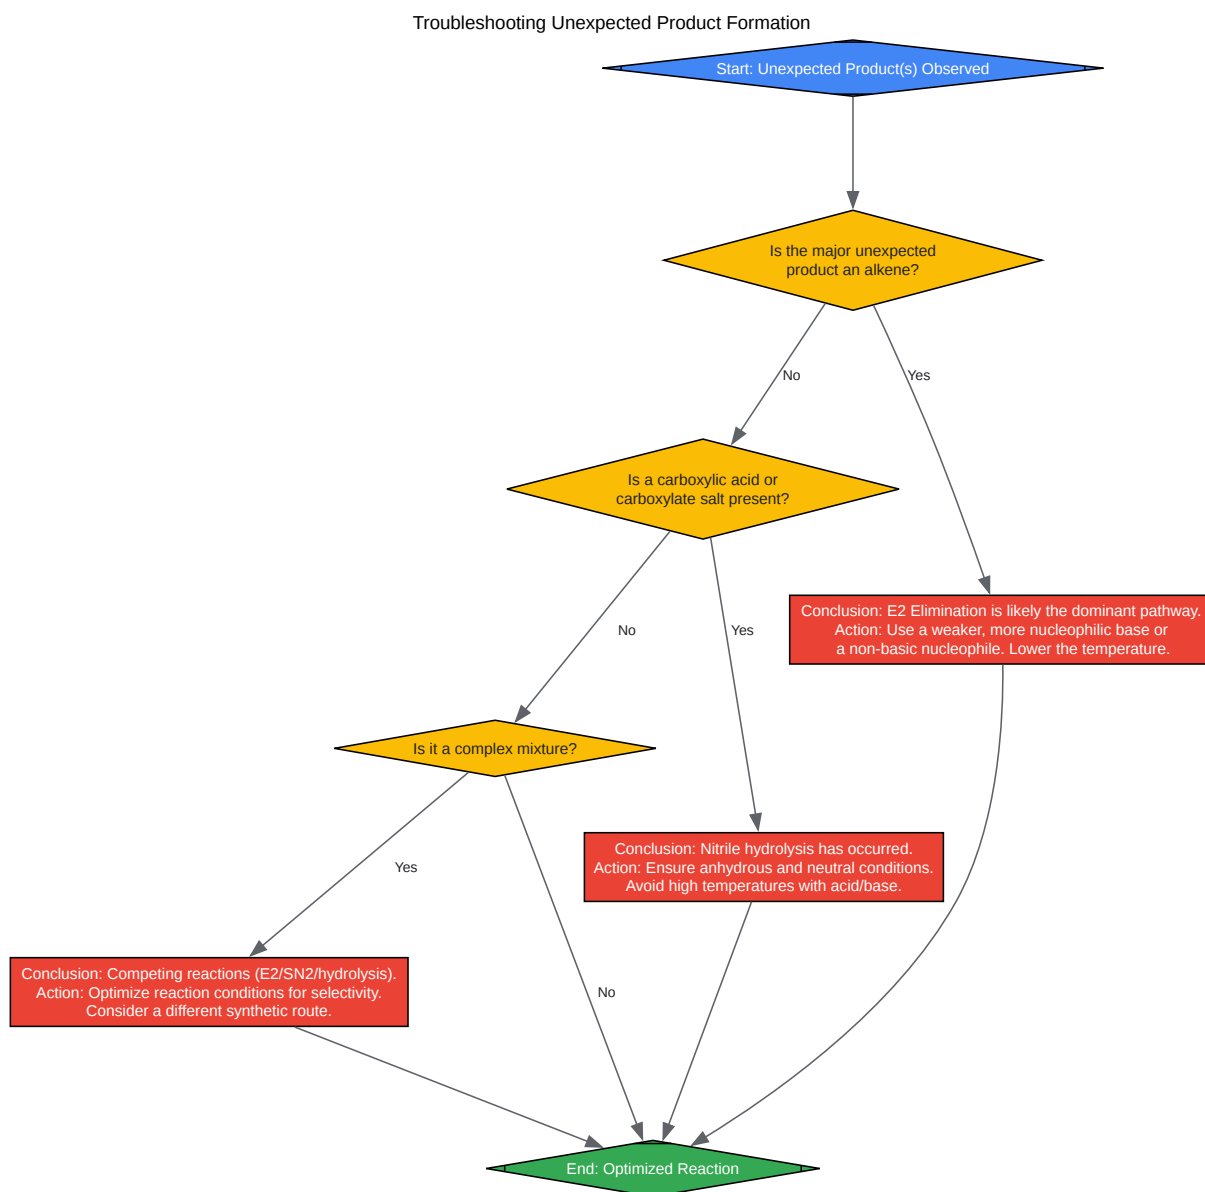 Troubleshooting Unexpected Product Formation
Start: Unexpected Product(s) Observed
Is the major unexpected
product an alkene?
No
Yes
Is a carboxylic acid or
carboxylate salt present?
No
Yes
Conclusion: E2 Elimination is likely the dominant pathway.
Action: Use a weaker, more nucleophilic base or
a non-basic nucleophile. Lower the temperature.
Is it a complex mixture?
Yes
No
Conclusion: Nitrile hydrolysis has occurred.
Action: Ensure anhydrous and neutral conditions.
Avoid high temperatures with acid/base.
Conclusion: Competing reactions (E2/SN2/hydrolysis).
Action: Optimize reaction conditions for selectivity.
Consider a different synthetic route.
End: Optimized Reaction